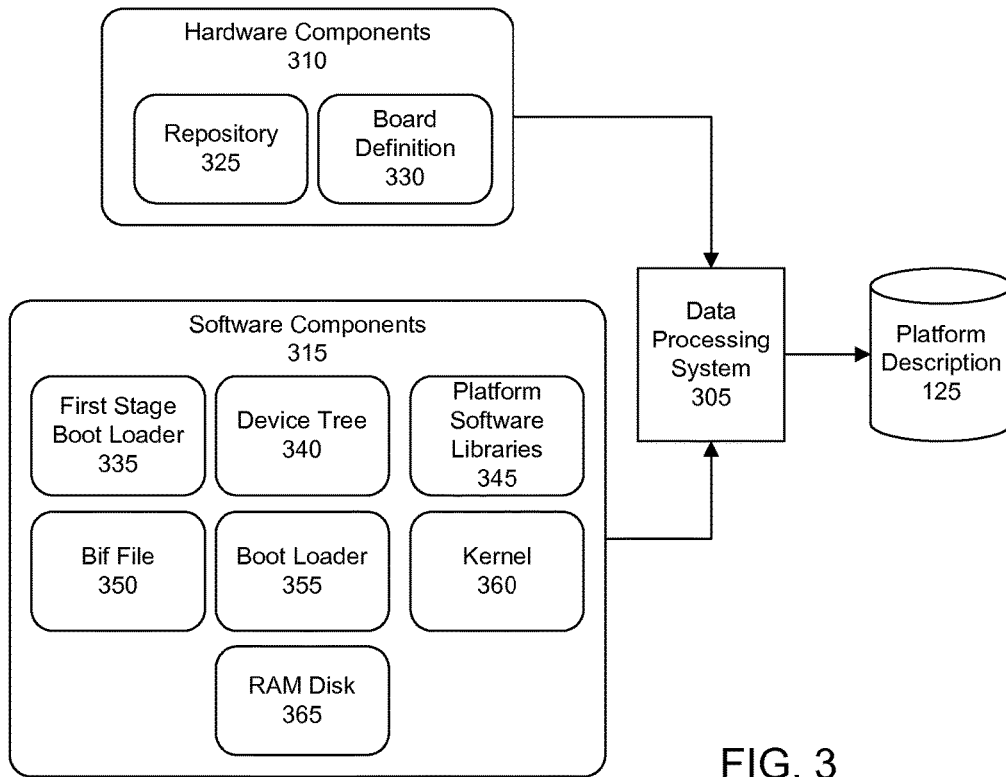 Hardware Components
310
Repository
325
Board
Definition
330
Software Components
315
First Stage
Boot Loader
335
Device Tree
340
Platform
Software
Libraries
345
Bif File
350
Boot Loader
355
Kernel
360
RAM Disk
365
Data
Processing
System
305
Platform
Description
125
FIG. 3